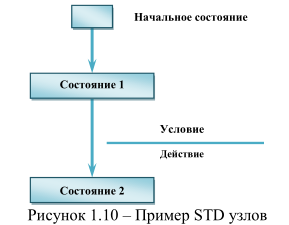 Начальное состояние
Состояние 1
Условие
Действие
Состояние 2
Рисунок 1.10 – Пример STD узлов